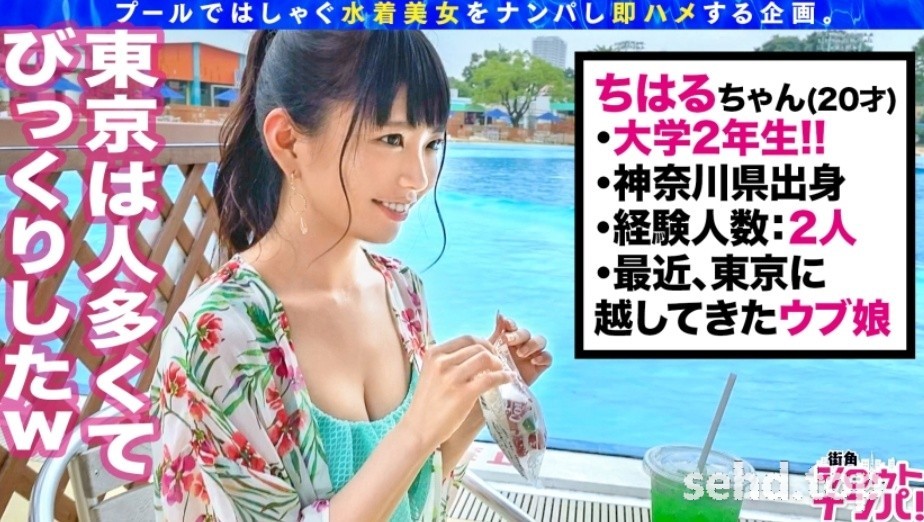 プールではしゃぐ水着美女をナンパし即ハメする企画。
東京は人多くて
びっくりしたw
ちはるちゃん(20才)
・大学2年生!!
・神奈川県出身
・経験人数:2人
・最近、東京に
越してきたウブ娘
街角
ナンパ!